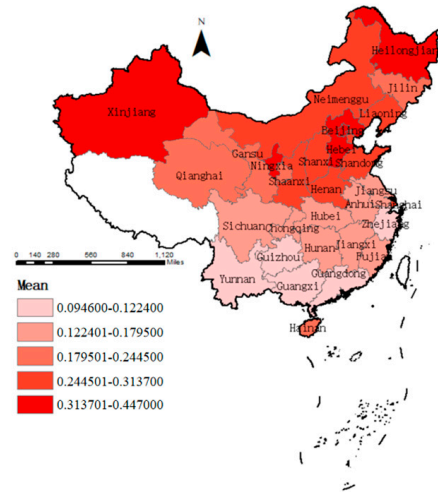 N
Heilongjian
Jilin
Xinjiang
Neimenggu
Liaoning
Beijing
Hebei
Gansu
Ningxia
Shanxi
Shandong
Qianghai
Shaanxi
Henan
Jiangsu
Anhui
Shanghai
Sichuan
Chongqing
Hubei
Zhejiang
Hunan
Jiangxi
Guizhou
Fujian
Yunnan
Guangxi
Guangdong
Hainan
0 140 280 560 840 1,120
Miles
Mean
0.094600-0.122400
0.122401-0.179500
0.179501-0.244500
0.244501-0.313700
0.313701-0.447000